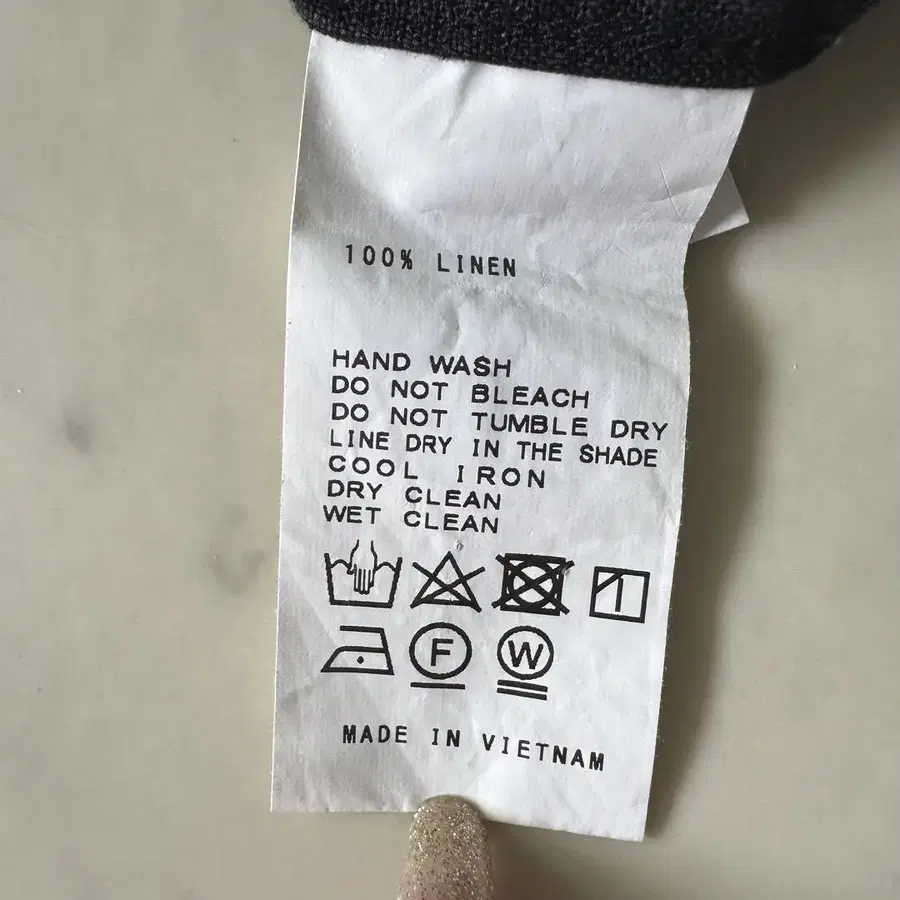 100% LINEN
HAND WASH
DO NOT BLEACH
DO NOT TUMBLE DRY
LINE DRY IN THE SHADE
COOL IRON
DRY CLEAN
WET CLEAN
F
W
MADE IN VIETNAM